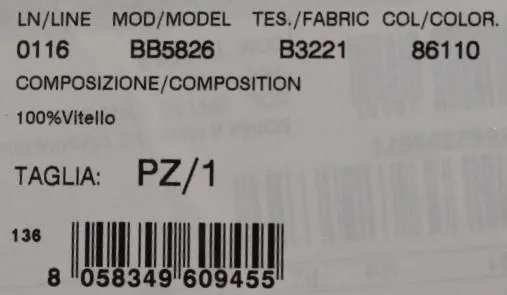 LN/LINE MOD/MODEL TES./FABRIC COL/COLOR.
0116 BB5826 B3221 86110
COMPOSIZIONE/COMPOSITION
100%Vitello
TAGLIA: PZ/1
136
8 058349 609455